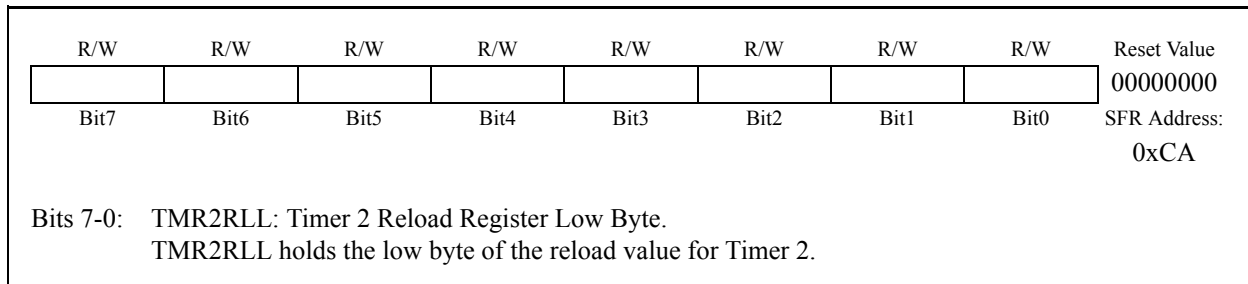 R/W R/W R/W R/W R/W R/W R/W R/W Reset Value
00000000
Bit7 Bit6 Bit5 Bit4 Bit3 Bit2 Bit1 Bit0 SFR Address:
0xCA
Bits 7-0: TMR2RLL: Timer 2 Reload Register Low Byte.
TMR2RLL holds the low byte of the reload value for Timer 2.